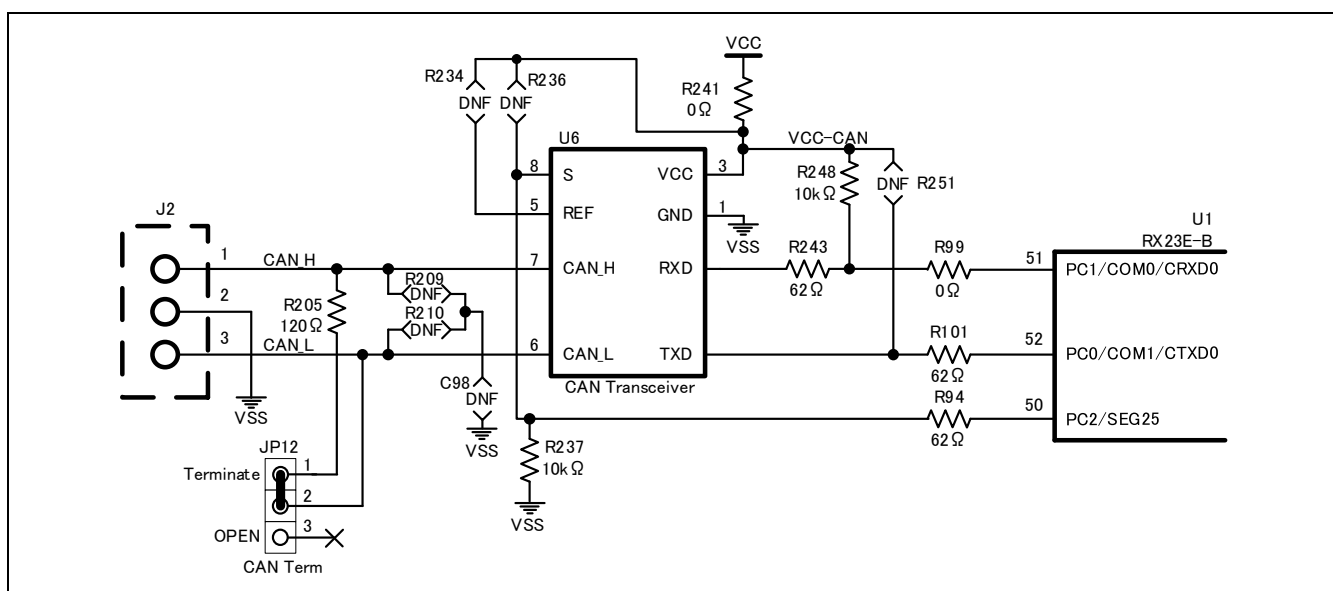 VCC
R234
R236
R241
DNF
DNF
0Ω
U6
VCC-CAN
8
S
VCC
3
R248
10kΩ
DNF
R251
J2
5
REF
GND
1
VSS
U1
RX23E-B
1
CAN_H
7
CAN_H
RXD
R243
62Ω
R99
0Ω
51
PC1/COM0/CRXD0
2
R205
120Ω
R209
DNF
R210
DNF
3
CAN_L
6
CAN_L
TXD
R101
62Ω
52
PC0/COM1/CTXD0
CAN Transceiver
VSS
C98
DNF
VSS
R94
62Ω
50
PC2/SEG25
R237
10kΩ
VSS
JP12
Terminate
1
2
OPEN
3
CAN Term